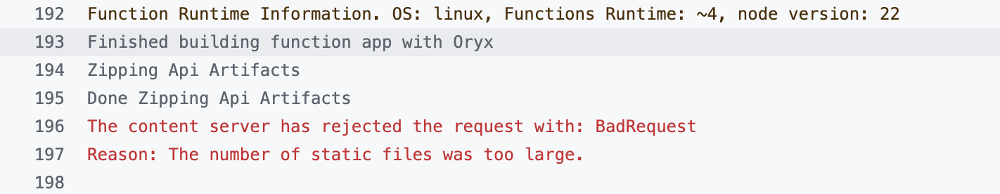 192 Function Runtime Information. OS: linux, Functions Runtime: ~4, node version: 22
193 Finished building function app with Oryx
194 Zipping Api Artifacts
195 Done Zipping Api Artifacts
196 The content server has rejected the request with: BadRequest
197 Reason: The number of static files was too large.
198